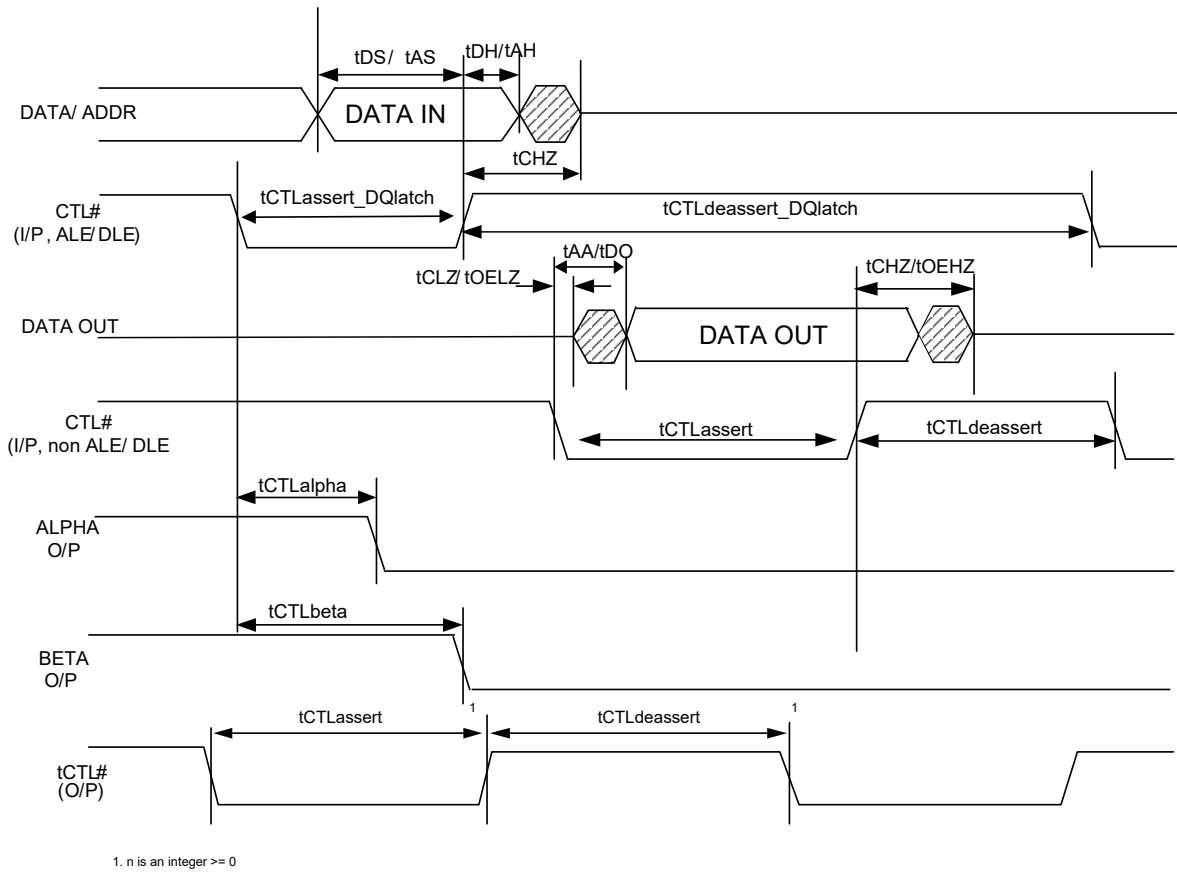 tDS/ tAS
tDH/tAH
DATA/ ADDR
DATA IN
tCHZ
CTL#
(I/P, ALE/ DLE)
tCTLassert_DQlatch
tCTLdeassert_DQlatch
tAA/tDO
tCLZ/ tOELZ
tCHZ/tOEHZ
DATA OUT
DATA OUT
CTL#
(I/P, non ALE/ DLE
tCTLassert
tCTLdeassert
tCTLalpha
ALPHA
O/P
tCTLbeta
BETA
O/P
tCTLassert
1
tCTLdeassert
1
tCTL#
(O/P)
1. n is an integer >= 0